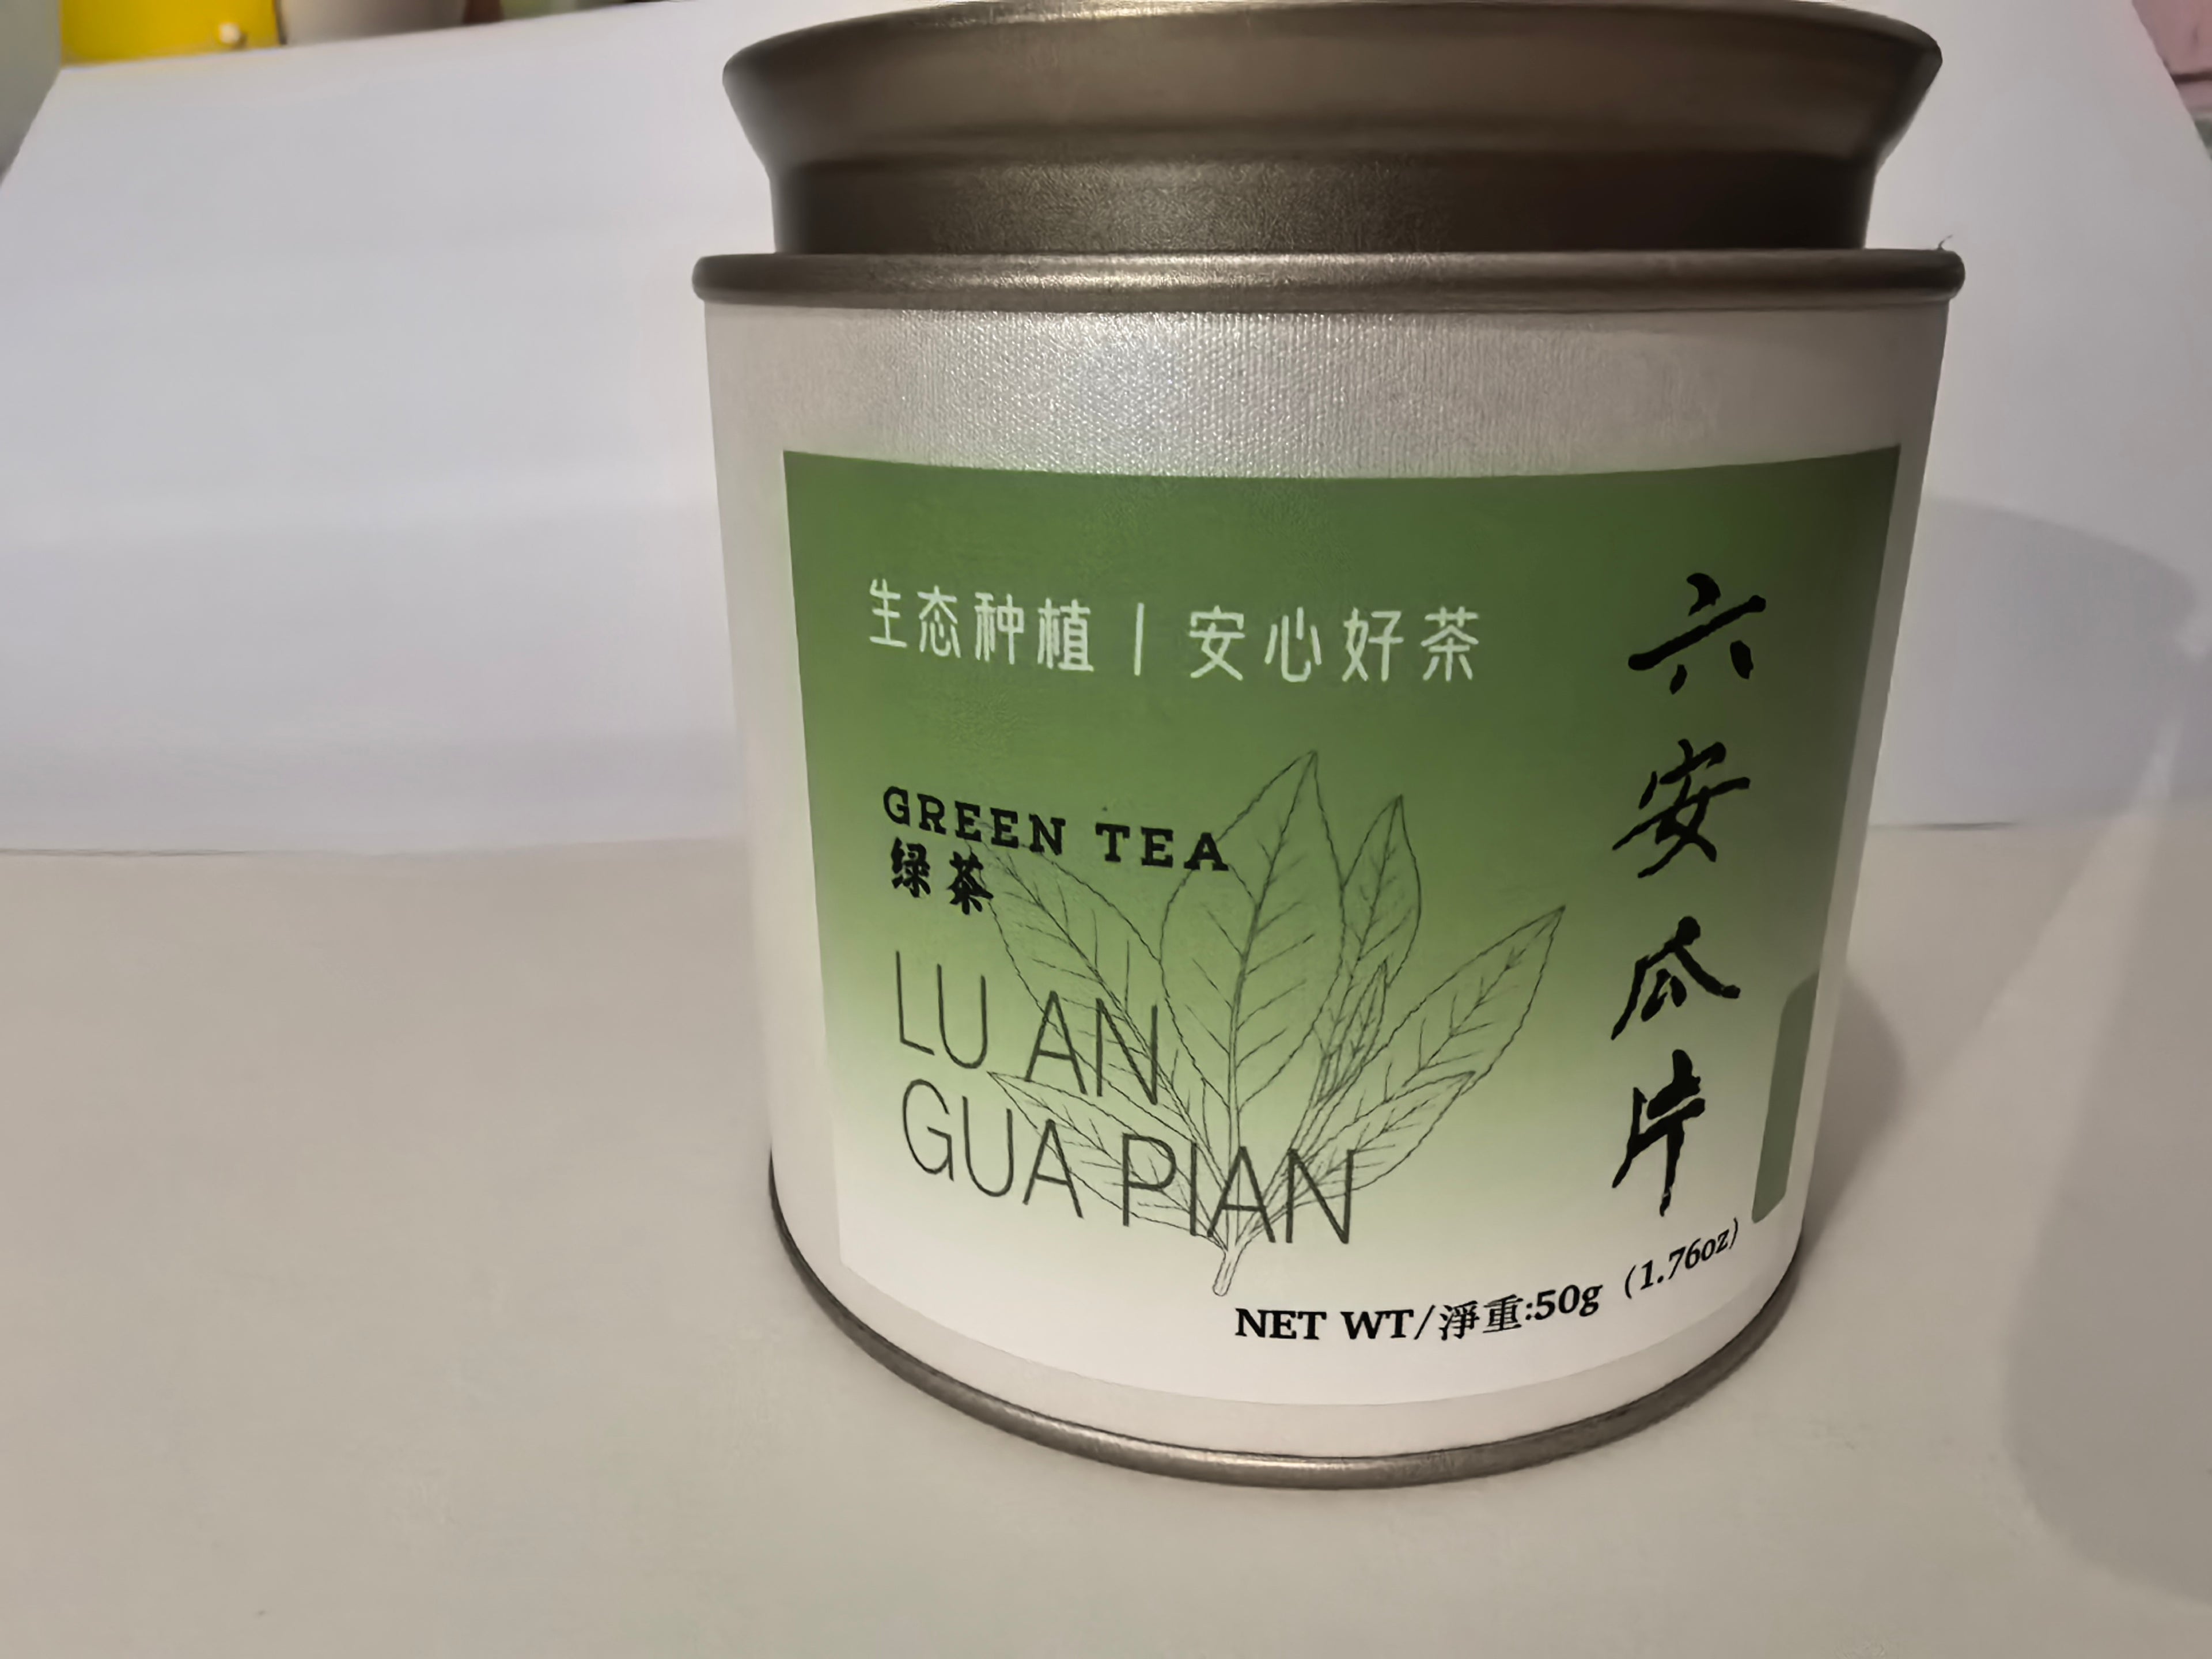 生态种植 | 安心好茶
GREEN TEA
绿茶
LU AN
GUA PIAN
六安瓜片
NET WT/淨重:50g (1.76oz)